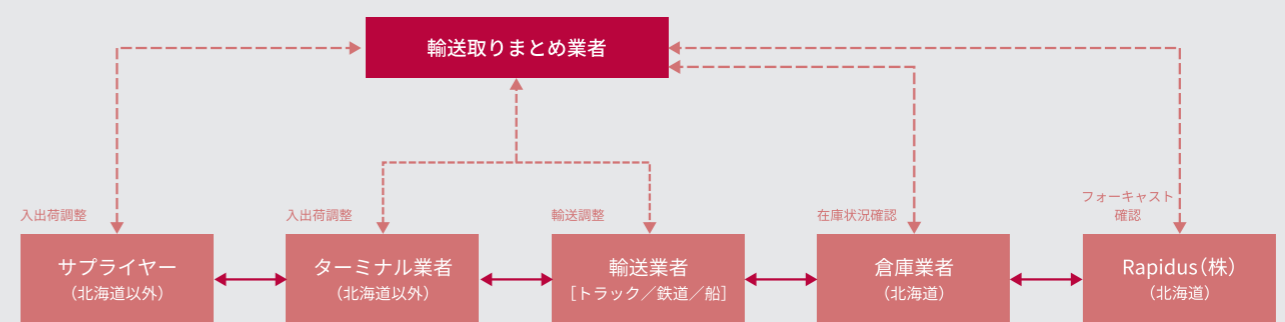 輸送取りまとめ業者
入出荷調整
入出荷調整
輸送調整
在庫状況確認
フォーキャスト
確認
サプライヤー
（北海道以外）
ターミナル業者
（北海道以外）
輸送業者
［トラック／鉄道／船］
倉庫業者
（北海道）
Rapidus（株）
（北海道）